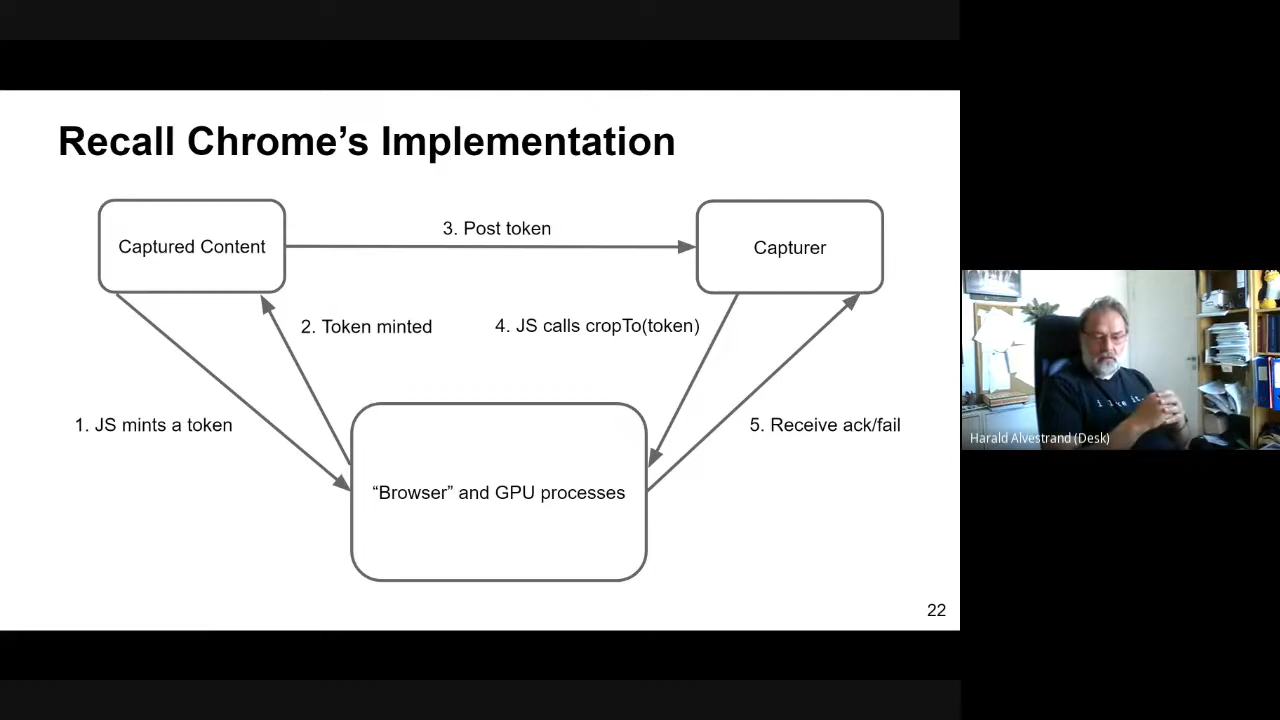 Recall Chrome’s Implementation
Captured Content
3. Post token
Capturer
2. Token minted
4. JS calls cropTo(token)
1. JS mints a token
5. Receive ack/fail
“Browser” and GPU processes
22
Harald Alvestrand (Desk)